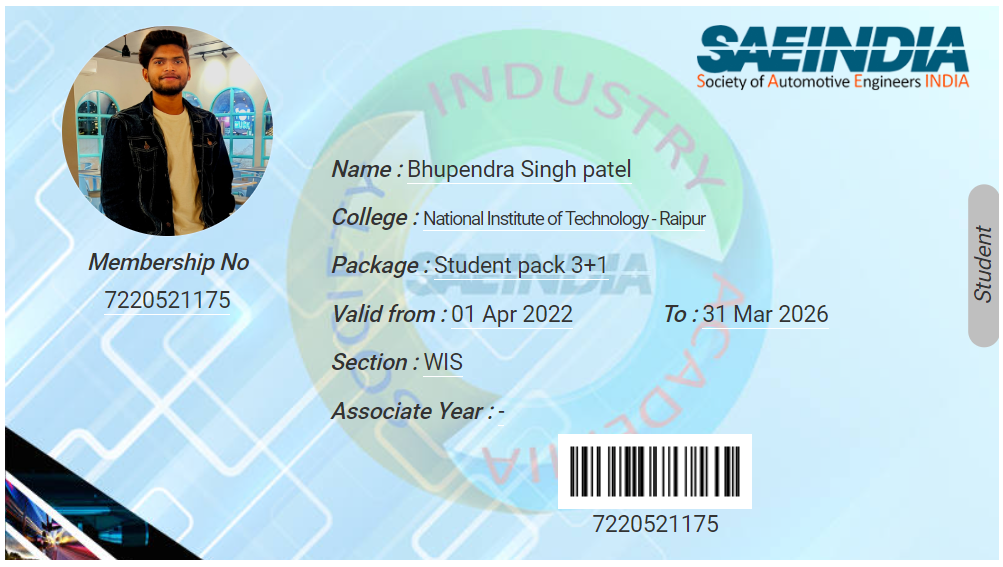 SAEINDIA
Society of Automotive Engineers INDIA
INDUSTRY
ACADEMIA
SOCIETY
SAEINDIA
Name : Bhupendra Singh patel
College : National Institute of Technology - Raipur
Package : Student pack 3+1
Valid from : 01 Apr 2022 To : 31 Mar 2026
Section : WIS
Associate Year : -
Membership No
7220521175
Student
7220521175